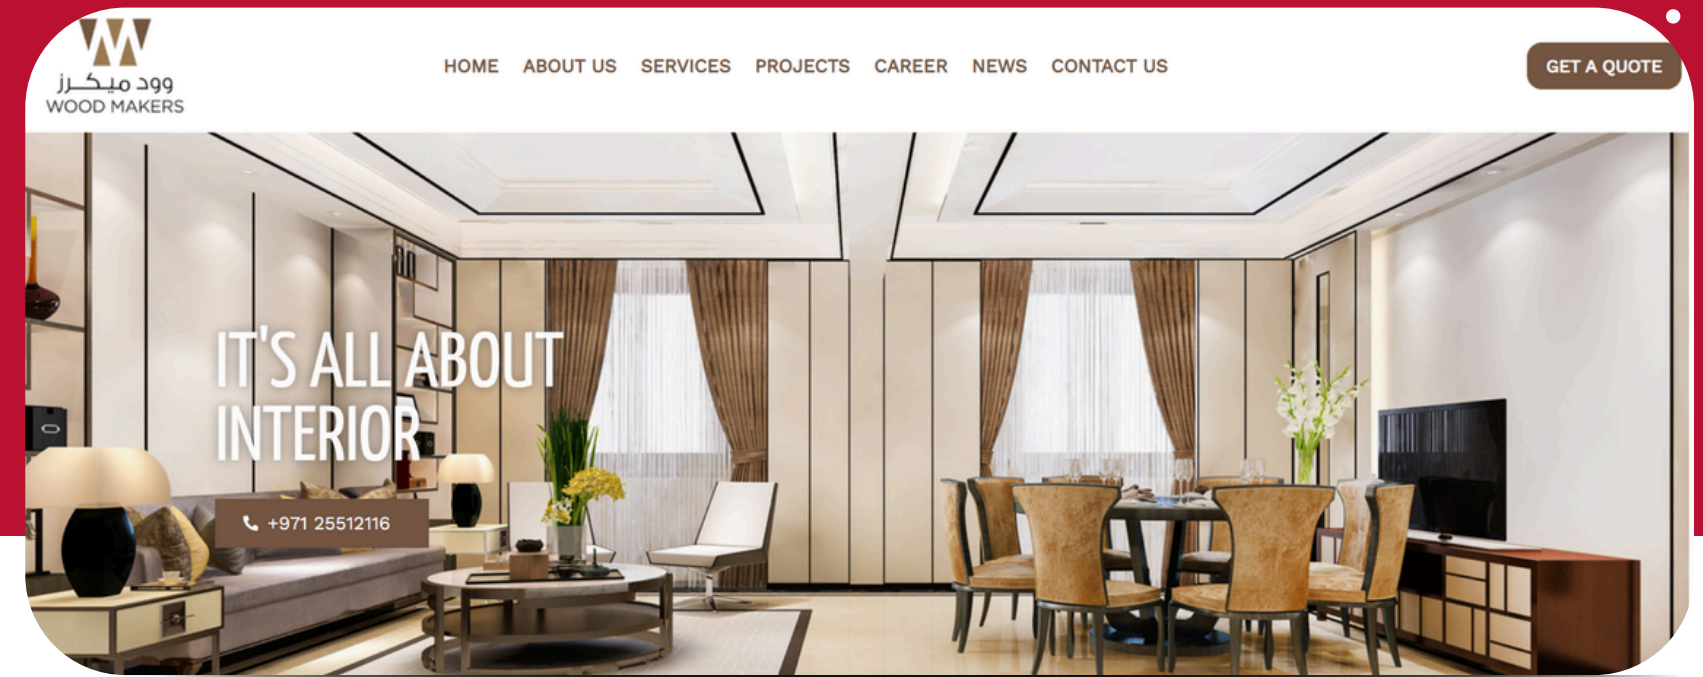 وود ميكرز
WOOD MAKERS
HOME ABOUT US SERVICES PROJECTS CAREER NEWS CONTACT US
GET A QUOTE
IT'S ALL ABOUT
INTERIOR
+971 25512116